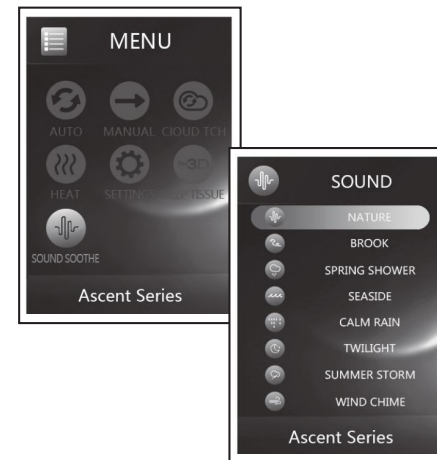 MENU
AUTO MANUAL CLOUD TCH
HEAT SETTINGS TISSUE
SOUND SOOTHE
Ascent Series
SOUND
NATURE
BROOK
SPRING SHOWER
SEASIDE
CALM RAIN
TWILIGHT
SUMMER STORM
WIND CHIME
Ascent Series